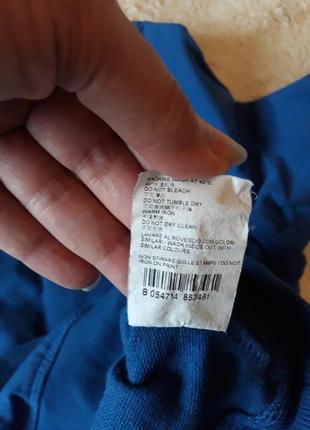 MACHINE WASH AT 40°C
DO NOT BLEACH
DO NOT TUMBLE DRY
WARM IRON
DO NOT DRY CLEAN
LAVARE AL ROVESCIO CON COLORI
SIMILARI / WASH INSIDE OUT WITH
SIMILAR COLOURS.
NON STIRARE SULLE STAMPE / DO NOT
IRON ON PRINT
8 054714 853461